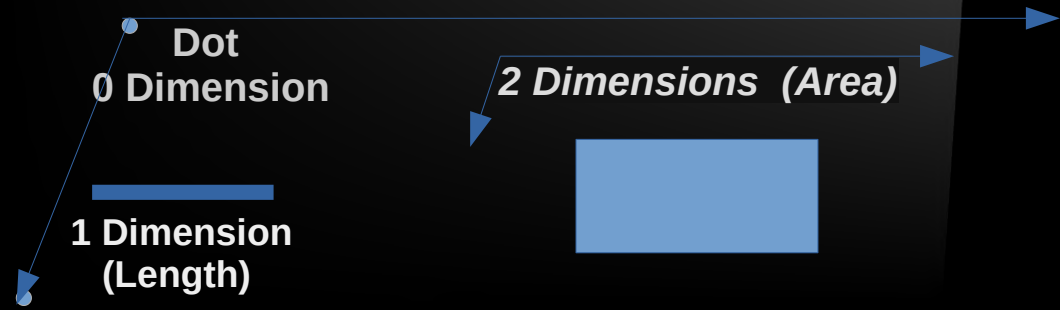 Dot
0 Dimension
2 Dimensions  (Area)
1 Dimension
(Length)